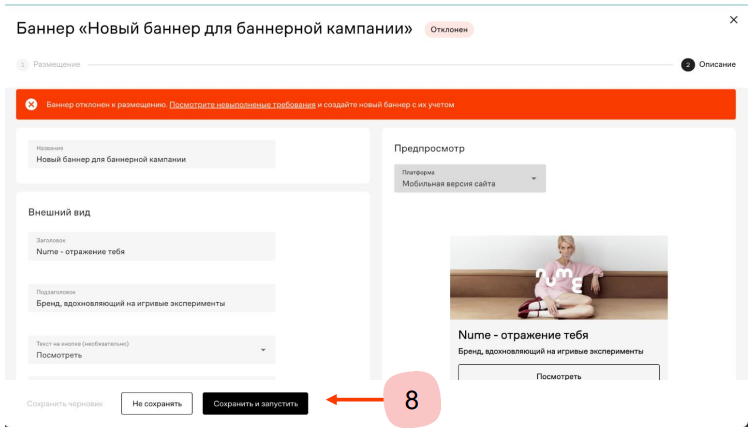 Баннер «Новый баннер для баннерной кампании» Отклонен
1 Размещение
2 Описание
Баннер отклонен к размещению. Посмотрите невыполненые требования и создайте новый баннер с их учетом
Название
Новый баннер для баннерной кампании
Предпросмотр
Платформа
Мобильная версия сайта
Внешний вид
Заголовок
Nume - отражение тебя
Подзаголовок
Бренд, вдохновляющий на игривые эксперименты
Текст на кнопке (необязательно)
Посмотреть
nume
Nume - отражение тебя
Бренд, вдохновляющий на игривые эксперименты
Посмотреть
Сохранить черновик Не сохранять Сохранить и запустить 8